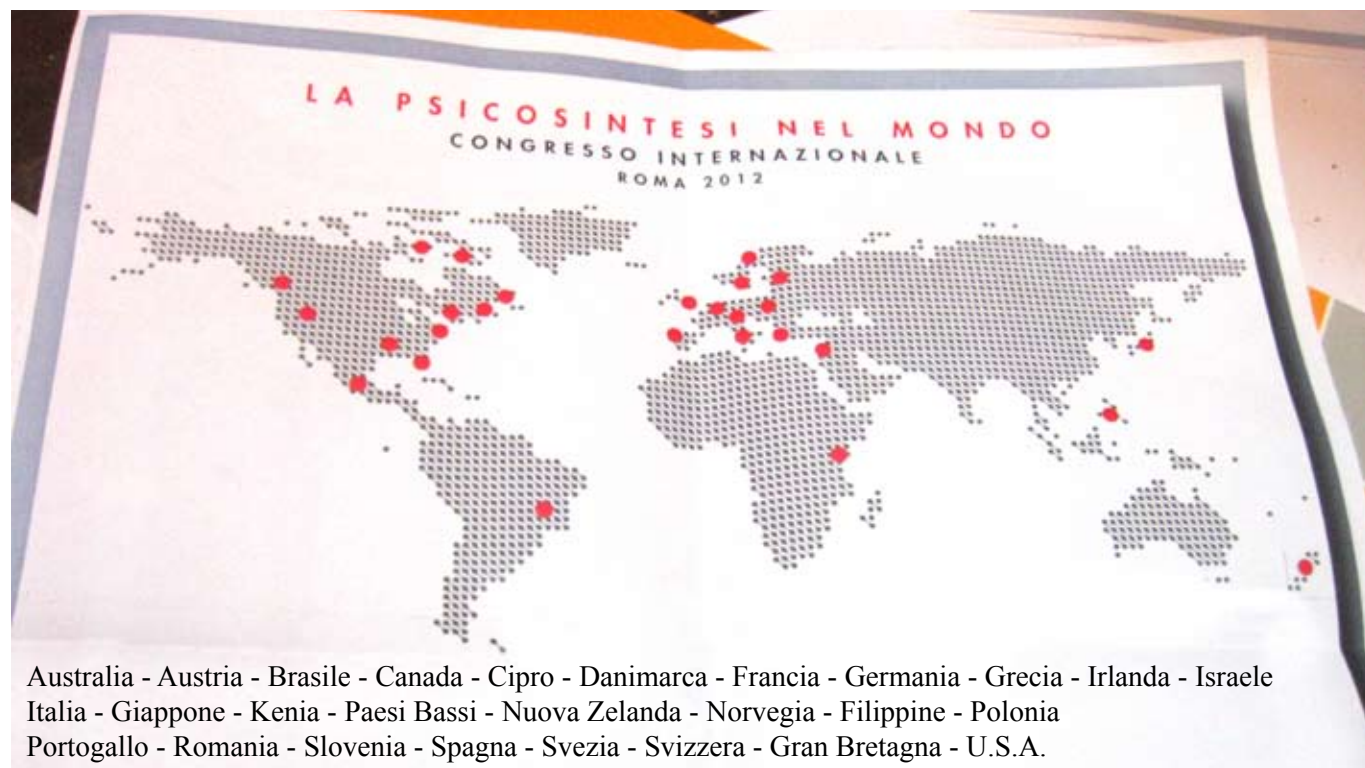 LA PSICOSINTESI NEL MONDO
CONGRESSO INTERNAZIONALE
ROMA 2012
Australia - Austria - Brasile - Canada - Cipro - Danimarca - Francia - Germania - Grecia - Irlanda - Israele
Italia - Giappone - Kenia - Paesi Bassi - Nuova Zelanda - Norvegia - Filippine - Polonia
Portogallo - Romania - Slovenia - Spagna - Svezia - Svizzera - Gran Bretagna - U.S.A.